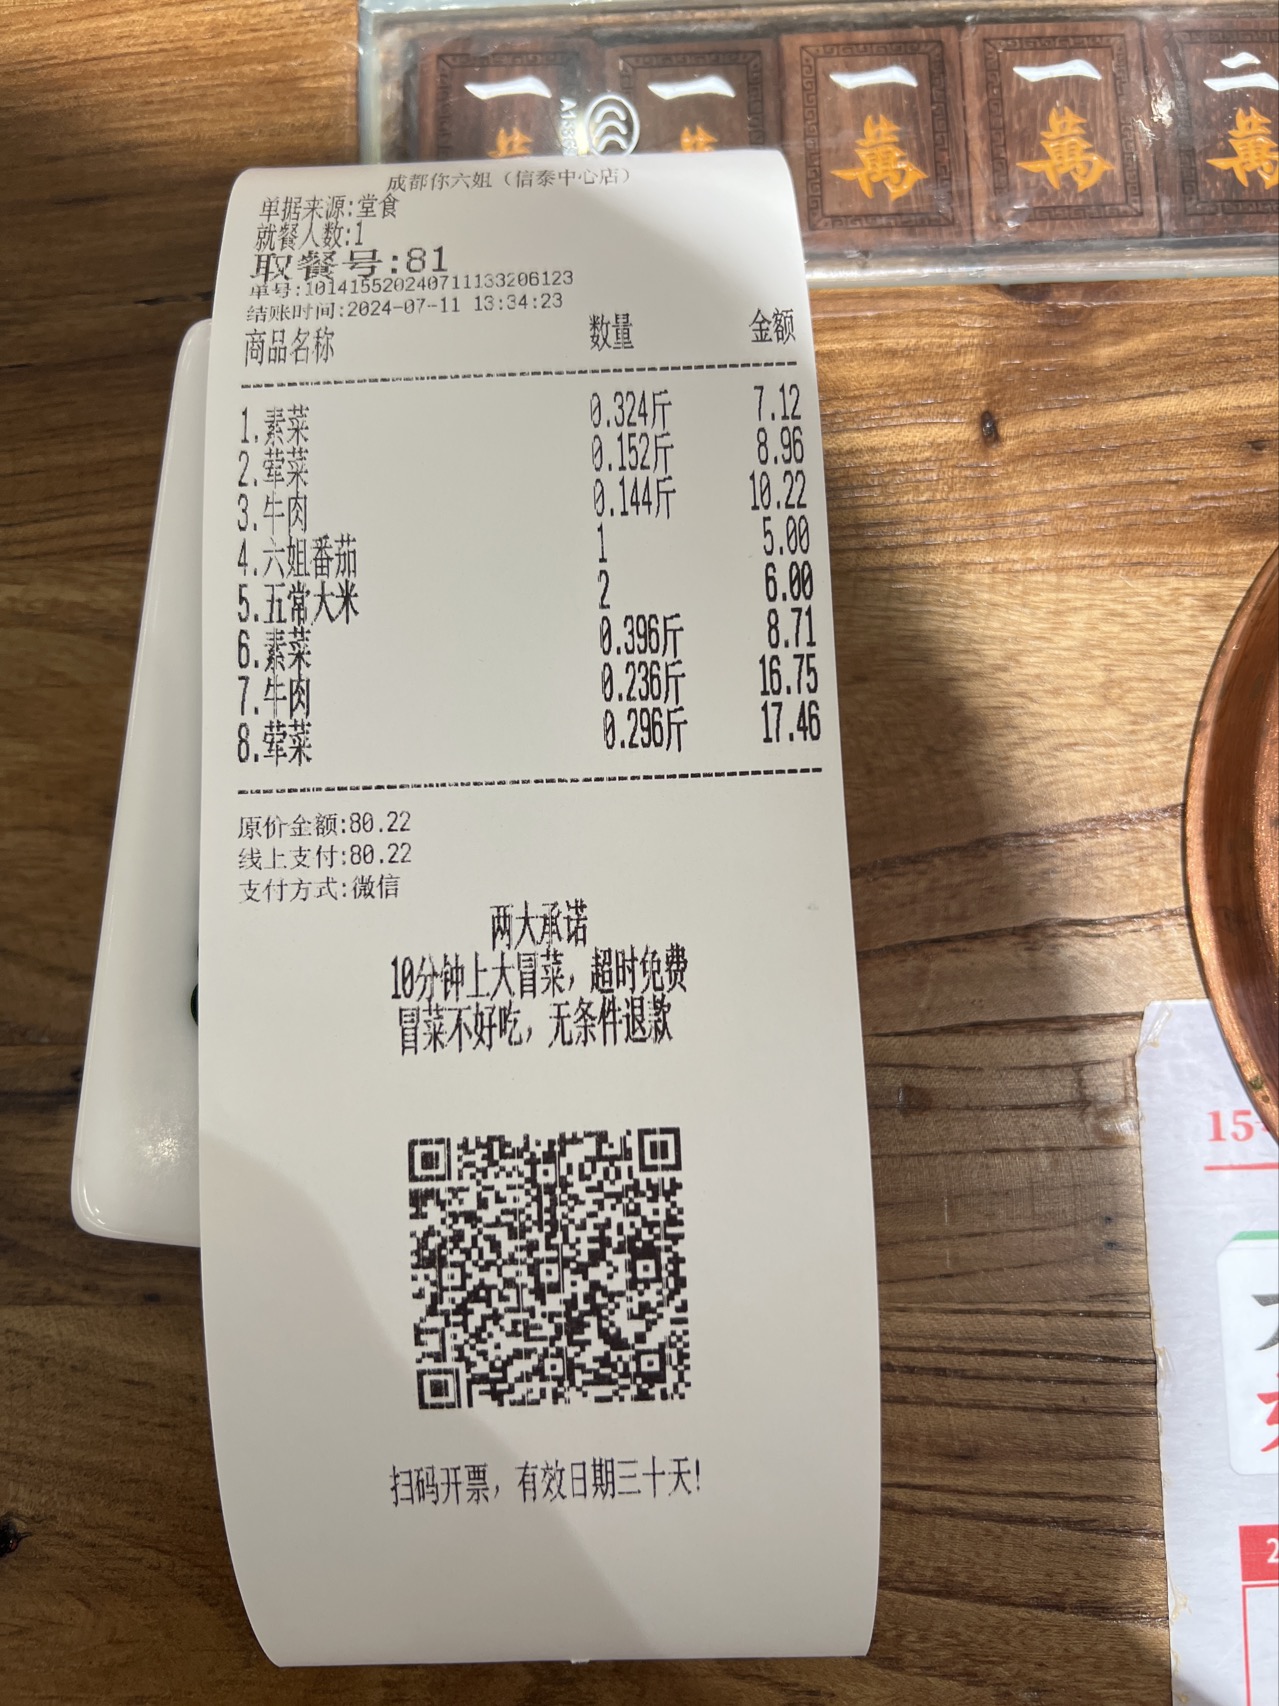 一 一 一 一 二
萬 萬 萬 萬 萬
成都你六姐（信泰中心店）
单据来源:堂食
就餐人数:1
取餐号:81
单号:101415520240711133206123
结账时间:2024-07-11 13:34:23
商品名称 数量 金额
1.素菜 0.324斤 7.12
2.荤菜 0.152斤 8.96
3.牛肉 0.144斤 10.22
4.六姐番茄 1 5.00
5.五常大米 2 6.00
6.素菜 0.396斤 8.71
7.牛肉 0.236斤 16.75
8.荤菜 0.296斤 17.46
原价金额:80.22
线上支付:80.22
支付方式:微信
两大承诺
10分钟上大冒菜，超时免费
冒菜不好吃，无条件退款
扫码开票，有效日期三十天!
15
2